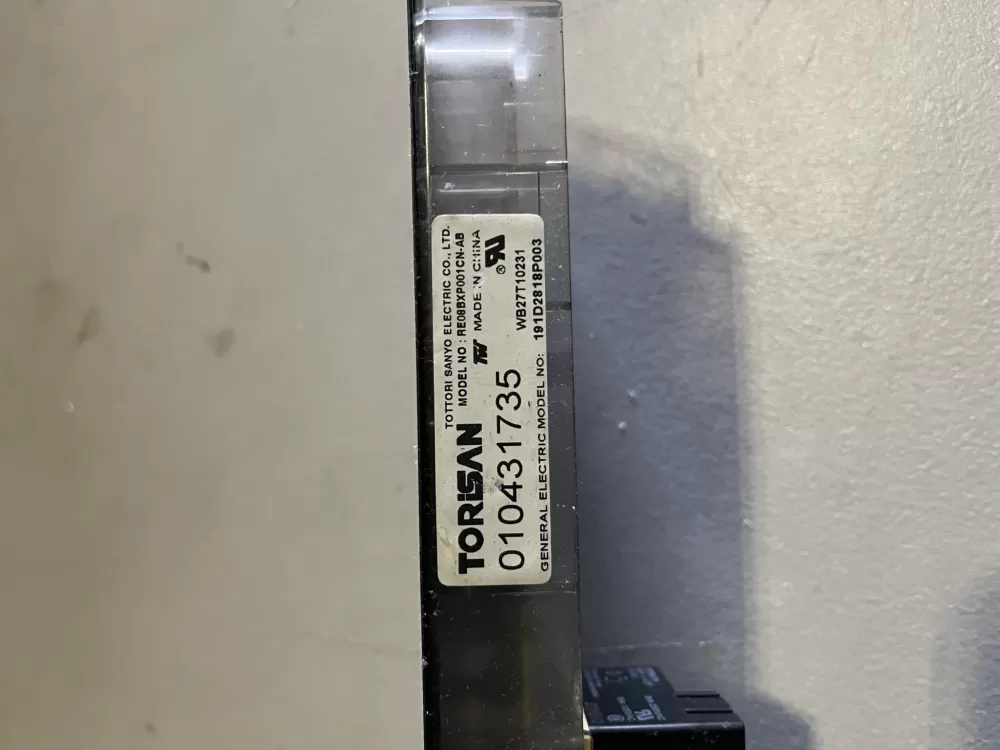 TOTTORI SANYO ELECTRIC CO., LTD.
TORISAN MODEL NO : RE08BXP001CN-AB
MADE IN CHINA
010431735 WB27T10231
GENERAL ELECTRIC MODEL NO: 191D2818P003